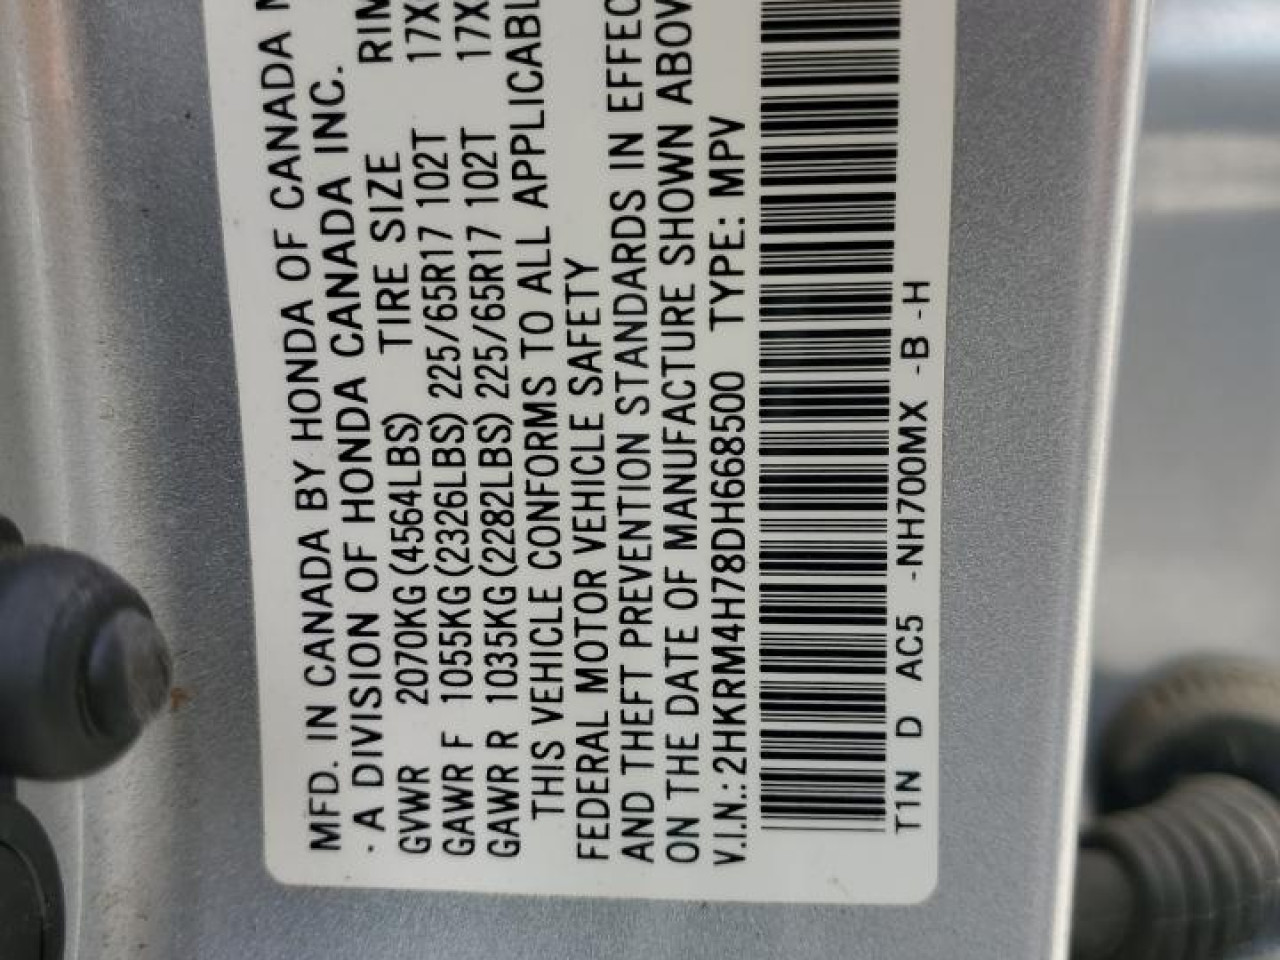 MFD. IN CANADA BY HONDA OF CANADA
· A DIVISION OF HONDA CANADA INC.
GVWR 2070KG(4564LBS) TIRE SIZE RIM
GAWR F 1055KG(2326LBS) 225/65R17 102T 17X
GAWR R 1035KG(2282LBS) 225/65R17 102T 17X
THIS VEHICLE CONFORMS TO ALL APPLICABL
FEDERAL MOTOR VEHICLE SAFETY
AND THEFT PREVENTION STANDARDS IN EFFEC
ON THE DATE OF MANUFACTURE SHOWN ABOV
V.I.N.: 2HKRM4H78DH668500 TYPE: MPV
T1N D AC5 -NH700MX -B -H